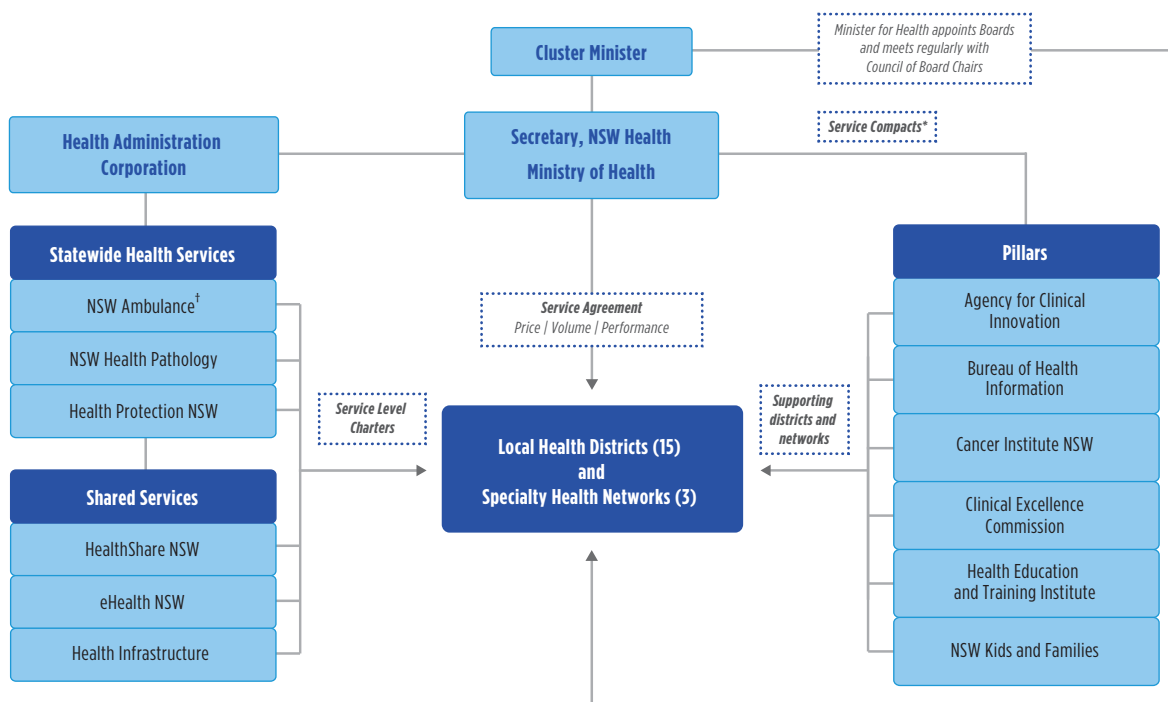 Cluster Minister
Minister for Health appoints Boards
and meets regularly with
Council of Board Chairs
Health Administration
Corporation
Secretary, NSW Health
Ministry of Health
Service Compacts*
Statewide Health Services
NSW Ambulance†
NSW Health Pathology
Health Protection NSW
Shared Services
HealthShare NSW
eHealth NSW
Health Infrastructure
Service Level
Charters
Service Agreement
Price | Volume | Performance
Local Health Districts (15)
and
Specialty Health Networks (3)
Supporting
districts and
networks
Pillars
Agency for Clinical
Innovation
Bureau of Health
Information
Cancer Institute NSW
Clinical Excellence
Commission
Health Education
and Training Institute
NSW Kids and Families